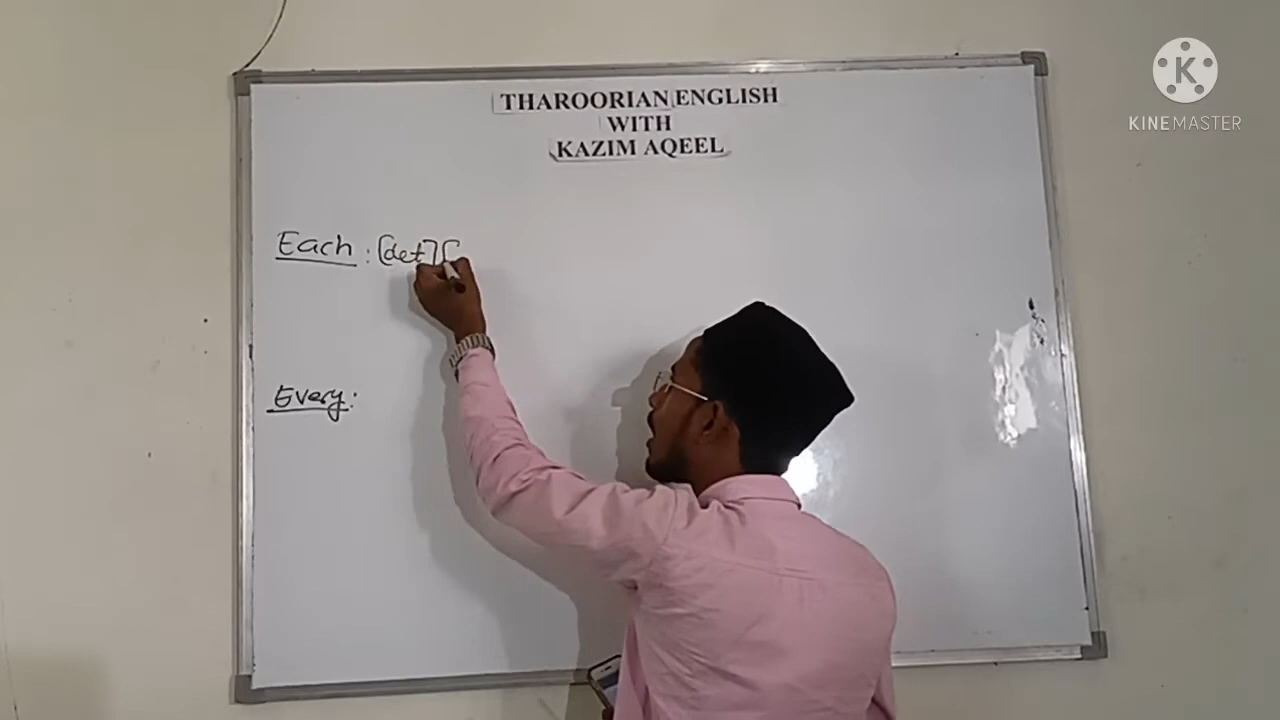 THAROORIAN ENGLISH
WITH
KAZIM AQEEL
K
KINEMASTER
Each : [det] [
Every :